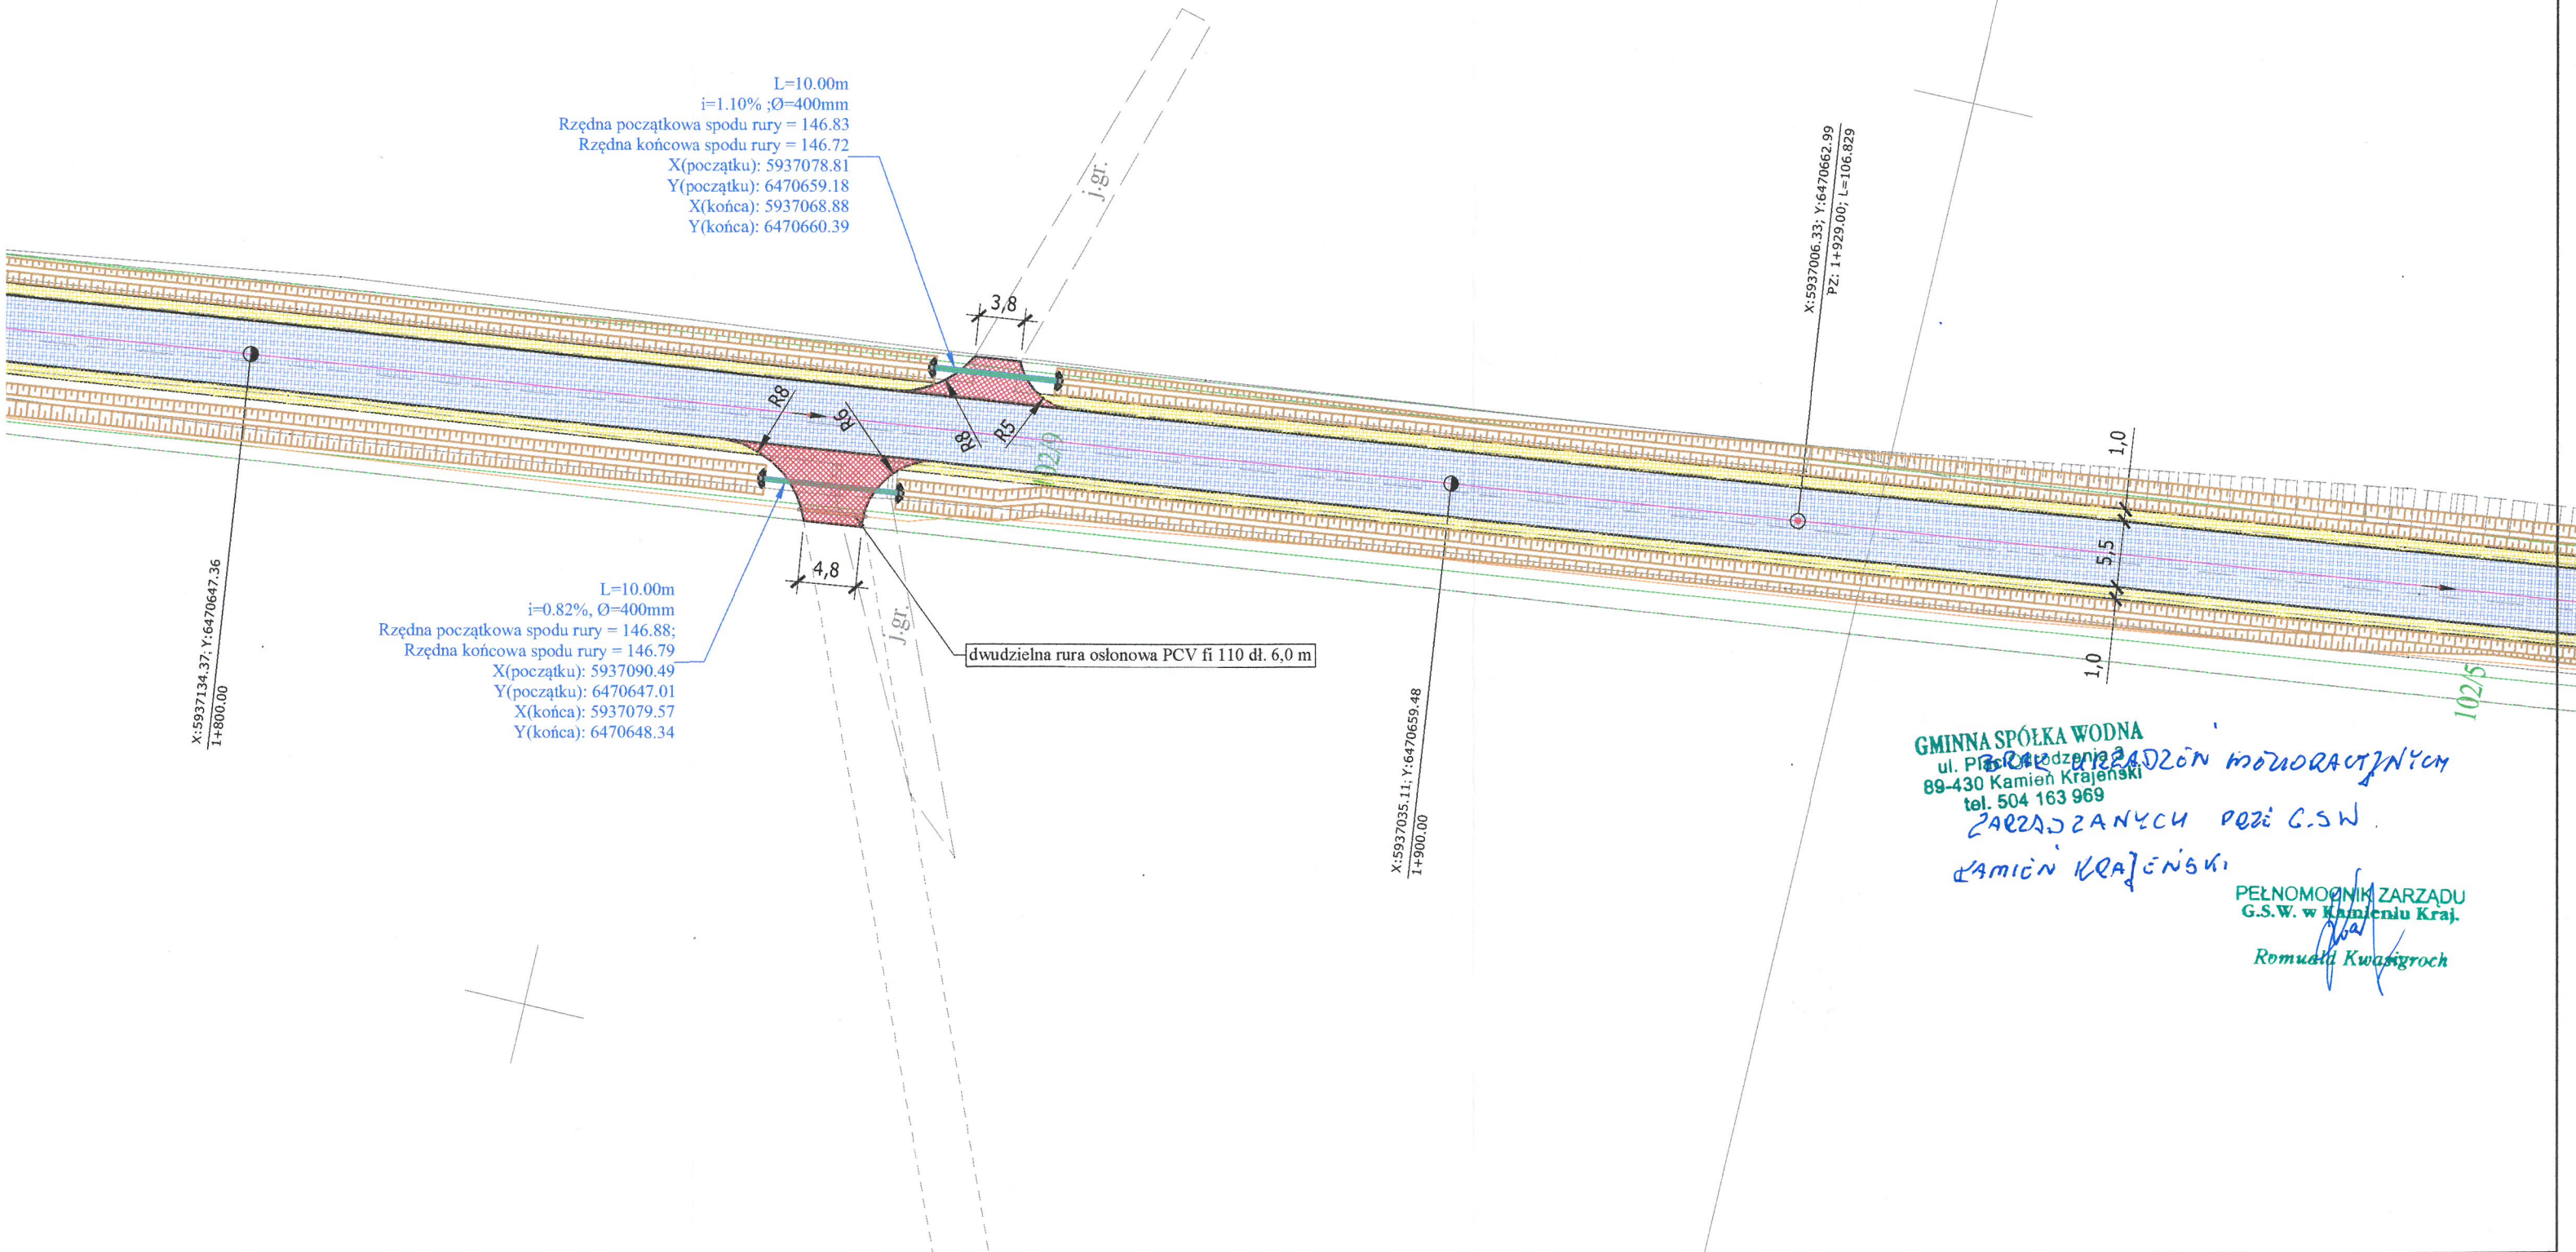 L=10.00m
i=1.10% ;Ø=400mm
Rzędna początkowa spodu rury = 146.83
Rzędna końcowa spodu rury = 146.72
X(początku): 5937078.81
Y(początku): 6470659.18
X(końca): 5937068.88
Y(końca): 6470660.39
j.gr.
X:5937006.33; Y:6470662.99
PZ: 1+929.00; L=106.829
3,8
R8
R6
R8
R5
102/9
1,0
5,5
1,0
X:5937134.37; Y:6470647.36
1+800.00
4,8
j.gr.
L=10.00m
i=0.82%, Ø=400mm
Rzędna początkowa spodu rury = 146.88;
Rzędna końcowa spodu rury = 146.79
X(początku): 5937090.49
Y(początku): 6470647.01
X(końca): 5937079.57
Y(końca): 6470648.34
dwudzielna rura osłonowa PCV fi 110 dł. 6,0 m
X:5937035.11; Y:6470659.48
1+900.00
102/5
GMINNA SPÓŁKA WODNA
ul. Plac
89-430 Kamień Krajeński
tel. 504 163 969
BRAK URZĄDZEŃ MELIORACYJNYCH
ZARZĄDZANYCH PRZEZ G.S.W.
KAMIEŃ KRAJEŃSKI
PEŁNOMOCNIK ZARZĄDU
G.S.W. w Kamieniu Kraj.
Romuald Kwasigroch